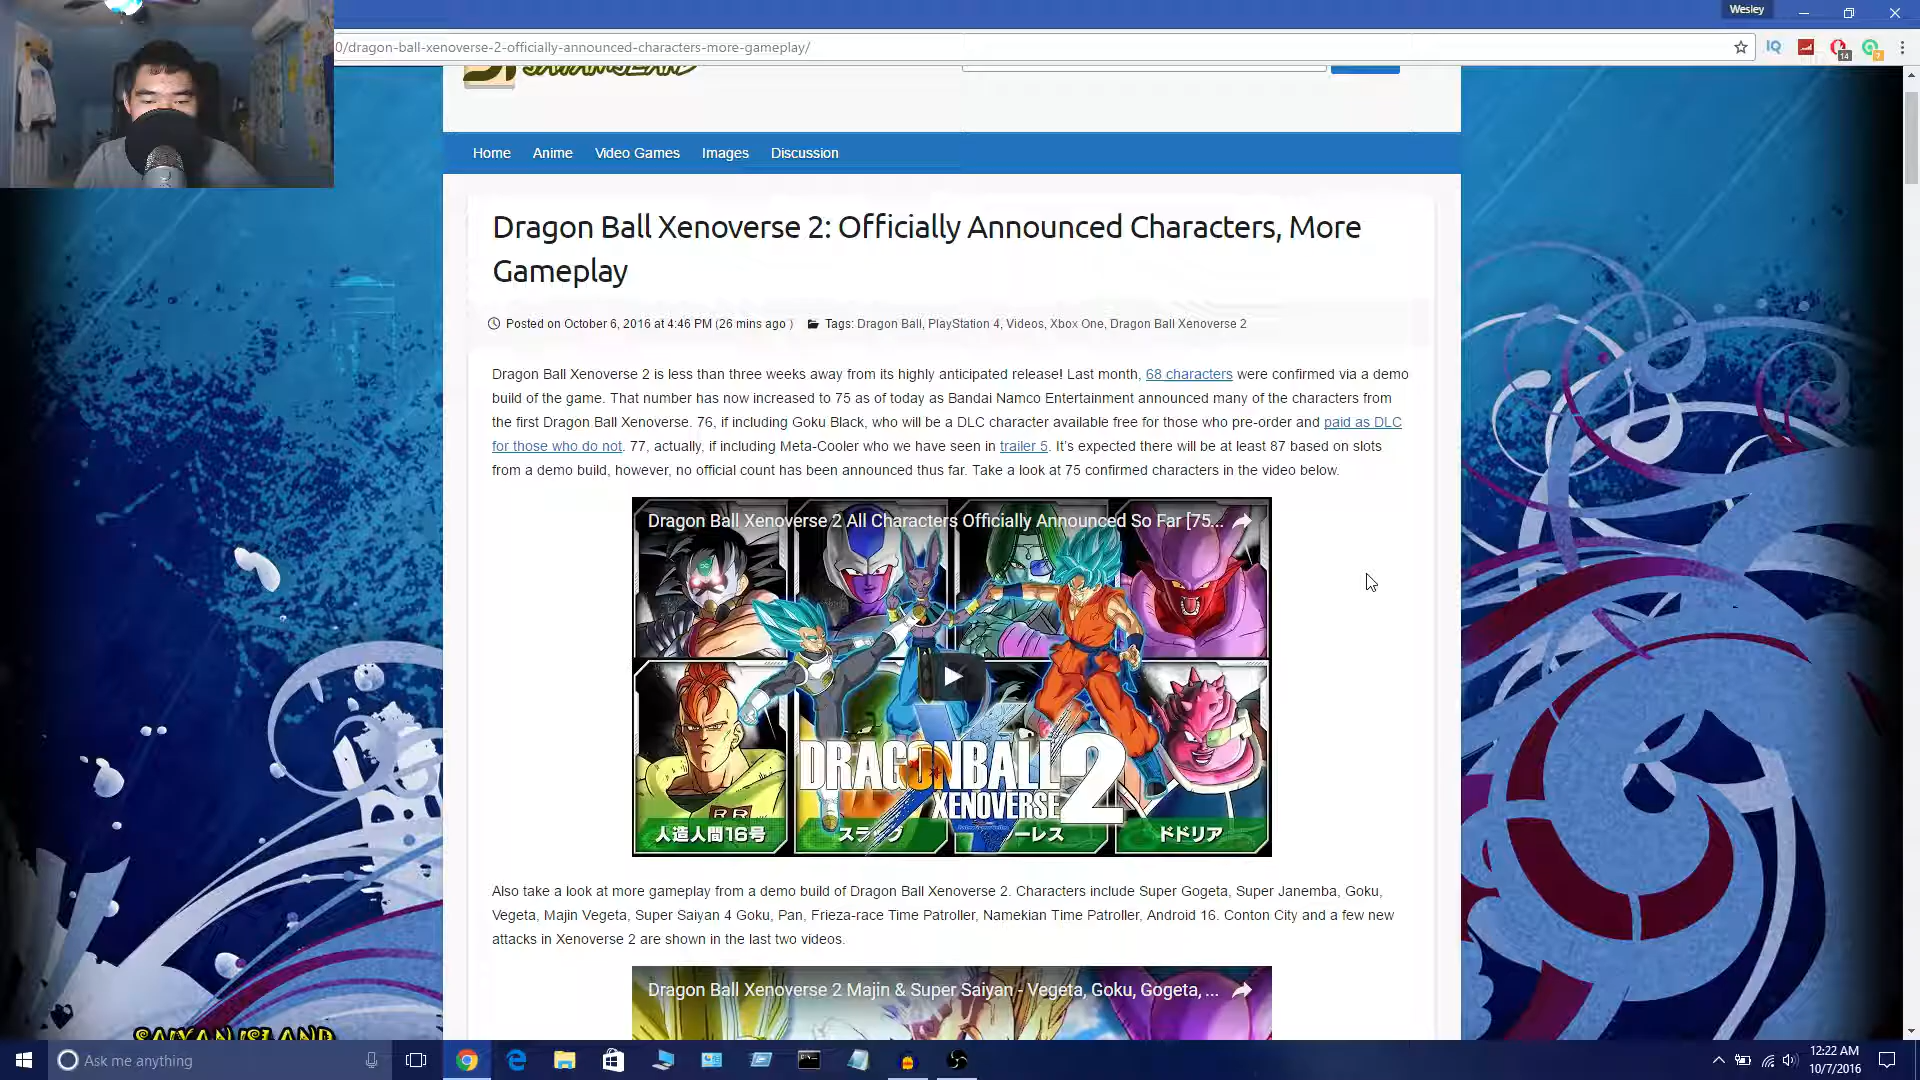 Wesley
0/dragon-ball-xenoverse-2-officially-announced-characters-more-gameplay/
14
SAIYAN ISLAND
Home Anime Video Games Images Discussion
Dragon Ball Xenoverse 2: Officially Announced Characters, More
Gameplay
Posted on October 6, 2016 at 4:46 PM (26 mins ago ) Tags: Dragon Ball, PlayStation 4, Videos, Xbox One, Dragon Ball Xenoverse 2
Dragon Ball Xenoverse 2 is less than three weeks away from its highly anticipated release! Last month, 68 characters were confirmed via a demo
build of the game. That number has now increased to 75 as of today as Bandai Namco Entertainment announced many of the characters from
the first Dragon Ball Xenoverse. 76, if including Goku Black, who will be a DLC character available free for those who pre-order and paid as DLC
for those who do not. 77, actually, if including Meta-Cooler who we have seen in trailer 5. It's expected there will be at least 87 based on slots
from a demo build, however, no official count has been announced thus far. Take a look at 75 confirmed characters in the video below.
Dragon Ball Xenoverse 2 All Characters Officially Announced So Far [75...
RR
DRAGONBALL
XENOVERSE 2
人造人間16号 ドドリア
Also take a look at more gameplay from a demo build of Dragon Ball Xenoverse 2. Characters include Super Gogeta, Super Janemba, Goku,
Vegeta, Majin Vegeta, Super Saiyan 4 Goku, Pan, Frieza-race Time Patroller, Namekian Time Patroller, Android 16. Conton City and a few new
attacks in Xenoverse 2 are shown in the last two videos.
Dragon Ball Xenoverse 2 Majin & Super Saiyan - Vegeta, Goku, Gogeta, ...
SAIYAN ISLAND
Ask me anything
12:22 AM
10/7/2016